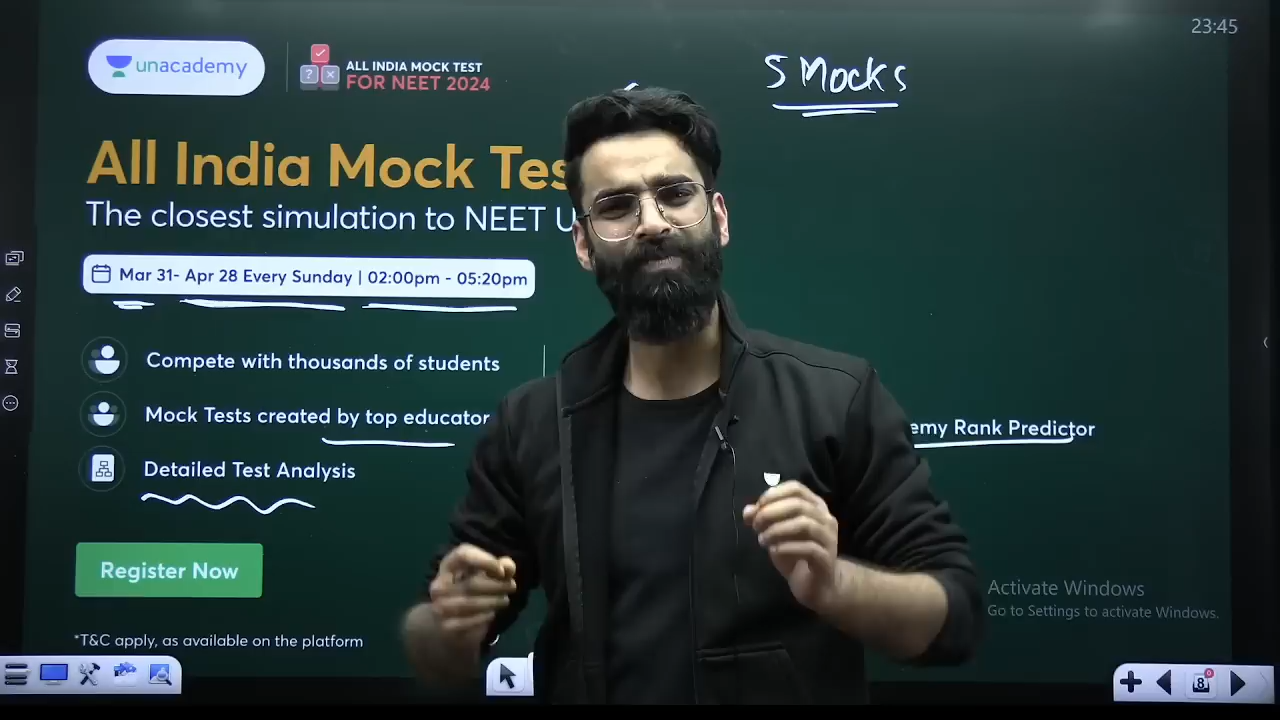 23:45
unacademy
ALL INDIA MOCK TEST
FOR NEET 2024
5 Mocks
All India Mock Tes
The closest simulation to NEET U
Mar 31- Apr 28 Every Sunday | 02:00pm - 05:20pm
Compete with thousands of students
Mock Tests created by top educator
emy Rank Predictor
Detailed Test Analysis
Register Now
Activate Windows
Go to Settings to activate Windows.
*T&C apply, as available on the platform
8